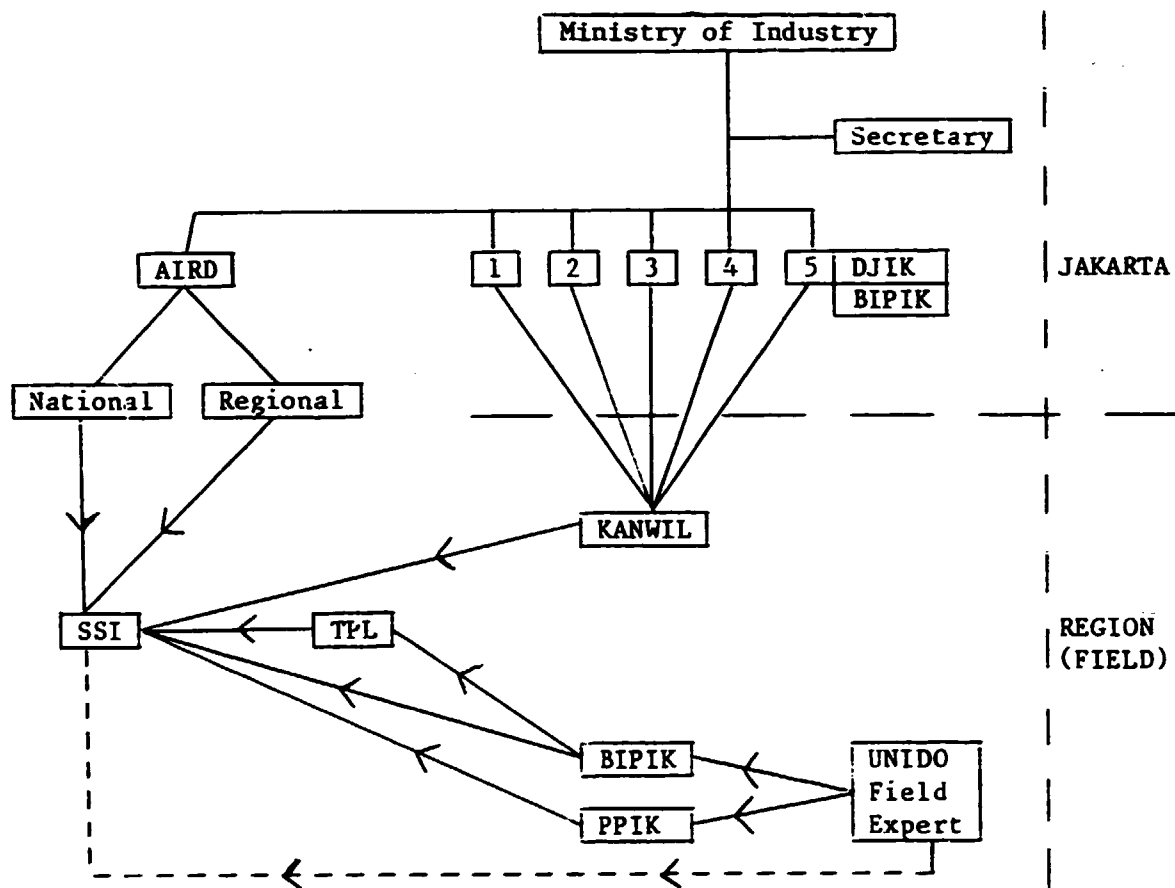 Ministry of Industry
Secretary
AIRD
1
2
3
4
5
DJIK
BIPIK
JAKARTA
National
Regional
KANWIL
SSI
TPL
REGION
(FIELD)
BIPIK
PPIK
UNIDO
Field
Expert